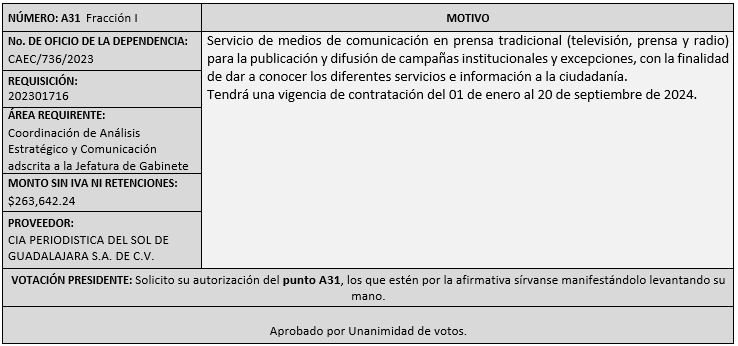 NÚMERO: A31 Fracción I
MOTIVO
No. DE OFICIO DE LA DEPENDENCIA:
CAEC/736/2023
REQUISICIÓN:
202301716
ÁREA REQUIRENTE:
Coordinación de Análisis
Estratégico y Comunicación
adscrita a la Jefatura de Gabinete
MONTO SIN IVA NI RETENCIONES:
$263,642.24
PROVEEDOR:
CIA PERIODISTICA DEL SOL DE
GUADALAJARA S.A. DE C.V.
Servicio de medios de comunicación en prensa tradicional (televisión, prensa y radio)
para la publicación y difusión de campañas institucionales y excepciones, con la finalidad
de dar a conocer los diferentes servicios e información a la ciudadanía.
Tendrá una vigencia de contratación del 01 de enero al 20 de septiembre de 2024.
VOTACIÓN PRESIDENTE: Solicito su autorización del punto A31, los que estén por la afirmativa sírvanse manifestándolo levantando su
mano.
Aprobado por Unanimidad de votos.